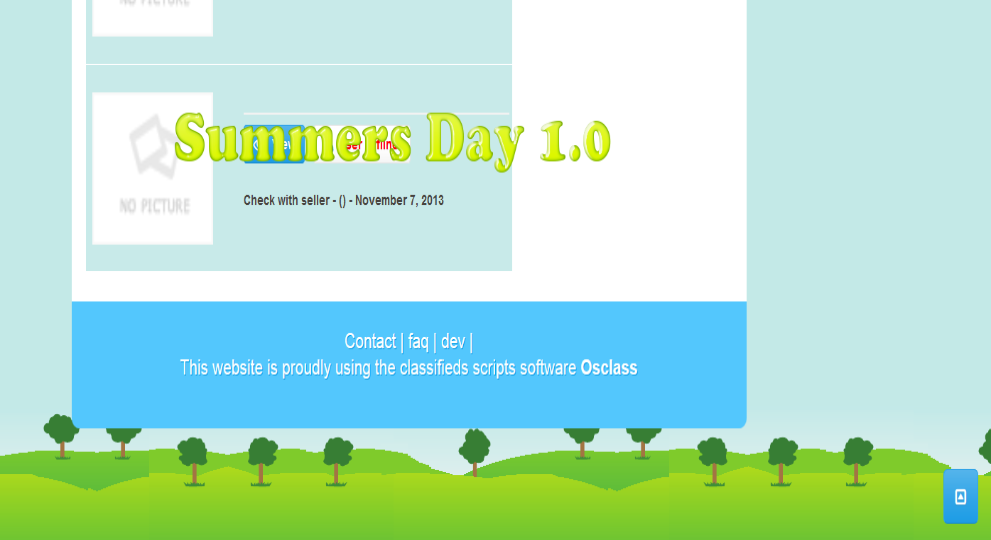 NO PICTURE
Summers Day 1.0
NO PICTURE
Check with seller - () - November 7, 2013
Contact | faq | dev |
This website is proudly using the classifieds scripts software Osclass